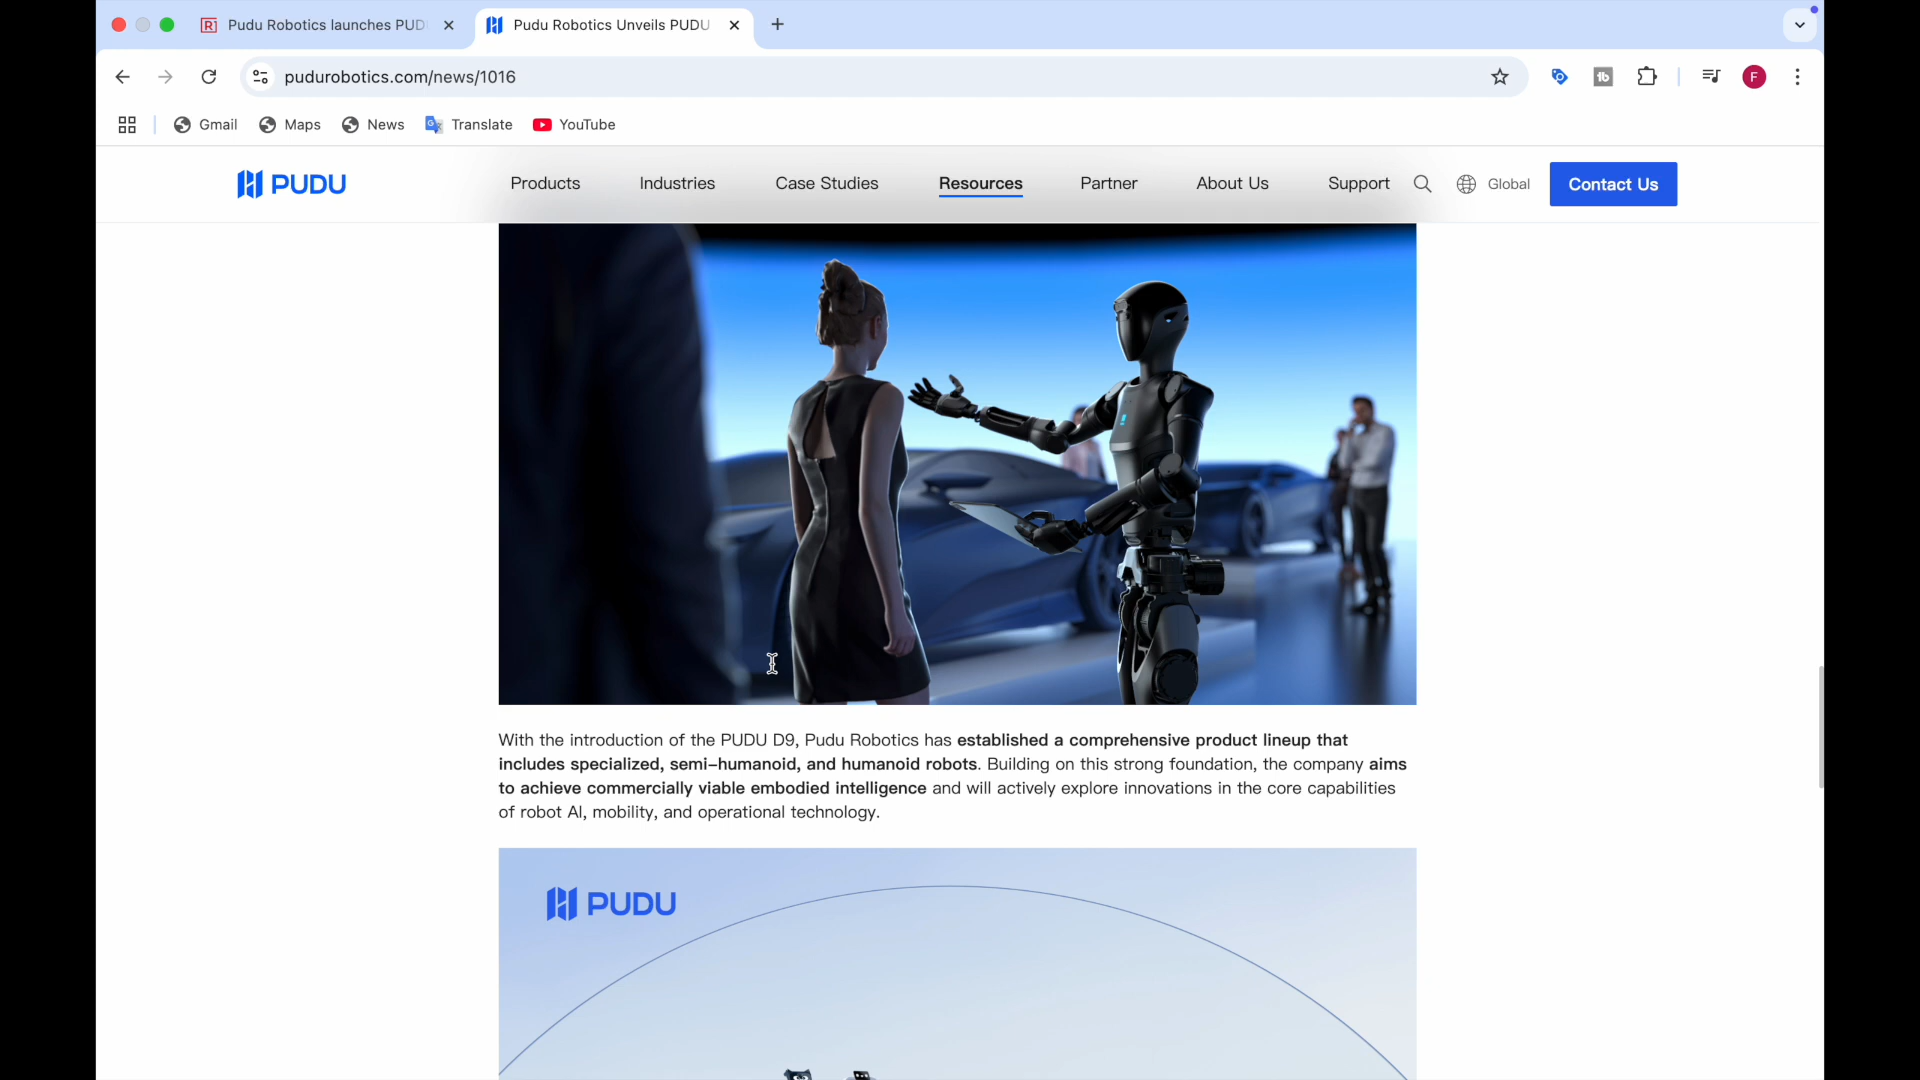 Pudu Robotics launches PUD
Pudu Robotics Unveils PUDU
pudurobotics.com/news/1016
F
Gmail
Maps
News
Translate
YouTube
PUDU
Products
Industries
Case Studies
Resources
Partner
About Us
Support
Global
Contact Us
With the introduction of the PUDU D9, Pudu Robotics has established a comprehensive product lineup that
includes specialized, semi-humanoid, and humanoid robots. Building on this strong foundation, the company aims
to achieve commercially viable embodied intelligence and will actively explore innovations in the core capabilities
of robot AI, mobility, and operational technology.
PUDU